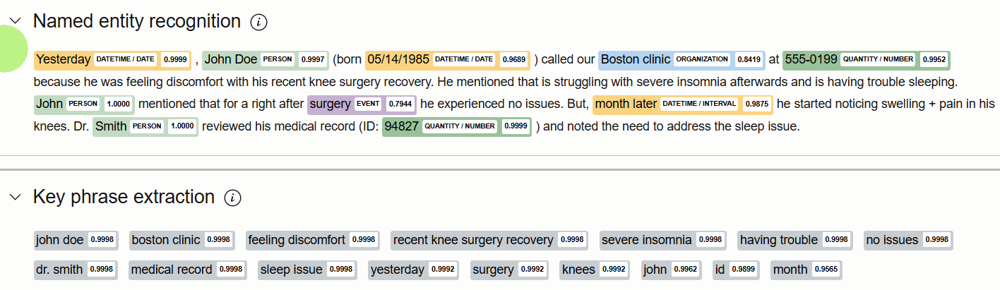 Named entity recognition i
Yesterday DATETIME / DATE 0.9999 , John Doe PERSON 0.9997 (born 05/14/1985 DATETIME / DATE 0.9689 ) called our Boston clinic ORGANIZATION 0.8419 at 555-0199 QUANTITY / NUMBER 0.9952
because he was feeling discomfort with his recent knee surgery recovery. He mentioned that is struggling with severe insomnia afterwards and is having trouble sleeping.
John PERSON 1.0000 mentioned that for a right after surgery EVENT 0.7944 he experienced no issues. But, month later DATETIME / INTERVAL 0.9875 he started noticing swelling + pain in his
knees. Dr. Smith PERSON 1.0000 reviewed his medical record (ID: 94827 QUANTITY / NUMBER 0.9999 ) and noted the need to address the sleep issue.
Key phrase extraction i
john doe 0.9998 boston clinic 0.9998 feeling discomfort 0.9998 recent knee surgery recovery 0.9998 severe insomnia 0.9998 having trouble 0.9998 no issues 0.9998
dr. smith 0.9998 medical record 0.9998 sleep issue 0.9998 yesterday 0.9992 surgery 0.9992 knees 0.9992 john 0.9962 id 0.9899 month 0.9565